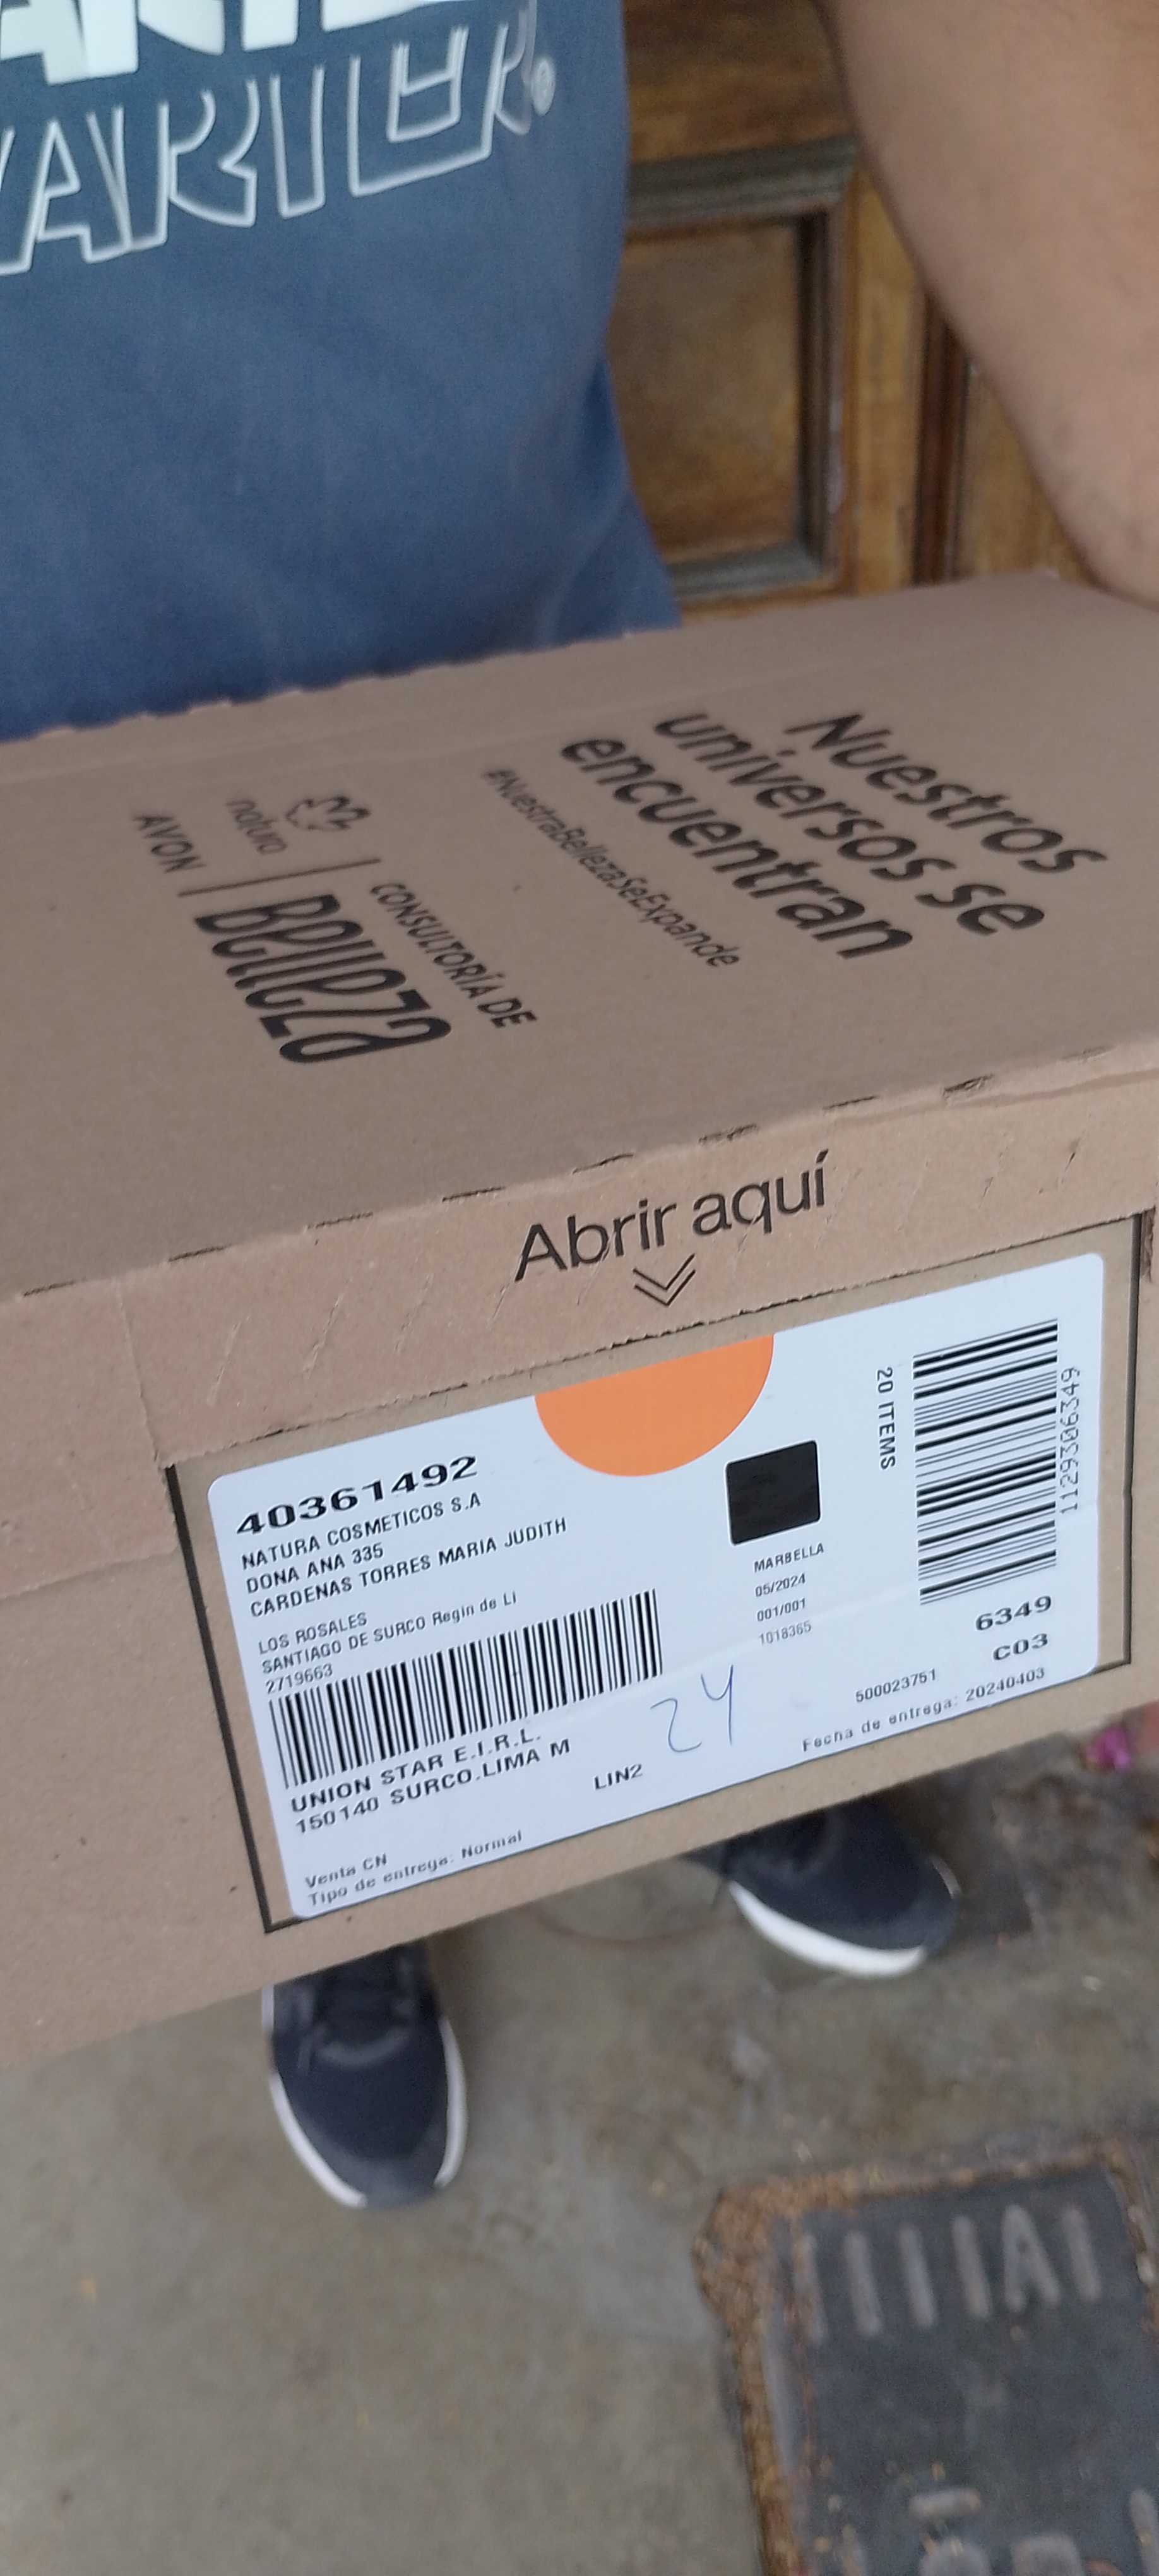 Nuestros
universos se
encuentran
#NuestraBellezaSeExpande
CONSULTORÍA DE
Belleza
natura
AVON
Abrir aquí
40361492
NATURA COSMETICOS S.A
DONA ANA 335
CARDENAS TORRES MARIA JUDITH
LOS ROSALES
SANTIAGO DE SURCO Regin de Li
2719663
UNION STAR E.I.R.L.
150140 SURCO.LIMA M
Venta CN
Tipo de entrega: Normal
LIN2
24
MARBELLA
05/2024
001/001
1018365
20 ITEMS
1129306349
6349
C03
500023751
Fecha de entrega: 20240403